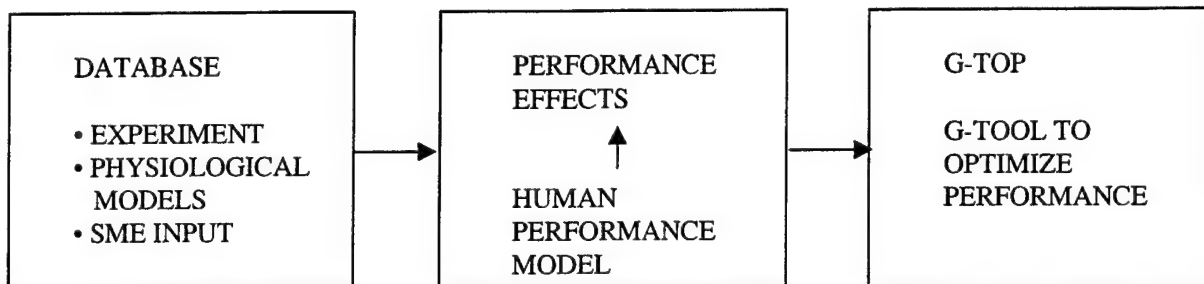 DATABASE
• EXPERIMENT
• PHYSIOLOGICAL
MODELS
• SME INPUT
PERFORMANCE
EFFECTS
HUMAN
PERFORMANCE
MODEL
G-TOP
G-TOOL TO
OPTIMIZE
PERFORMANCE